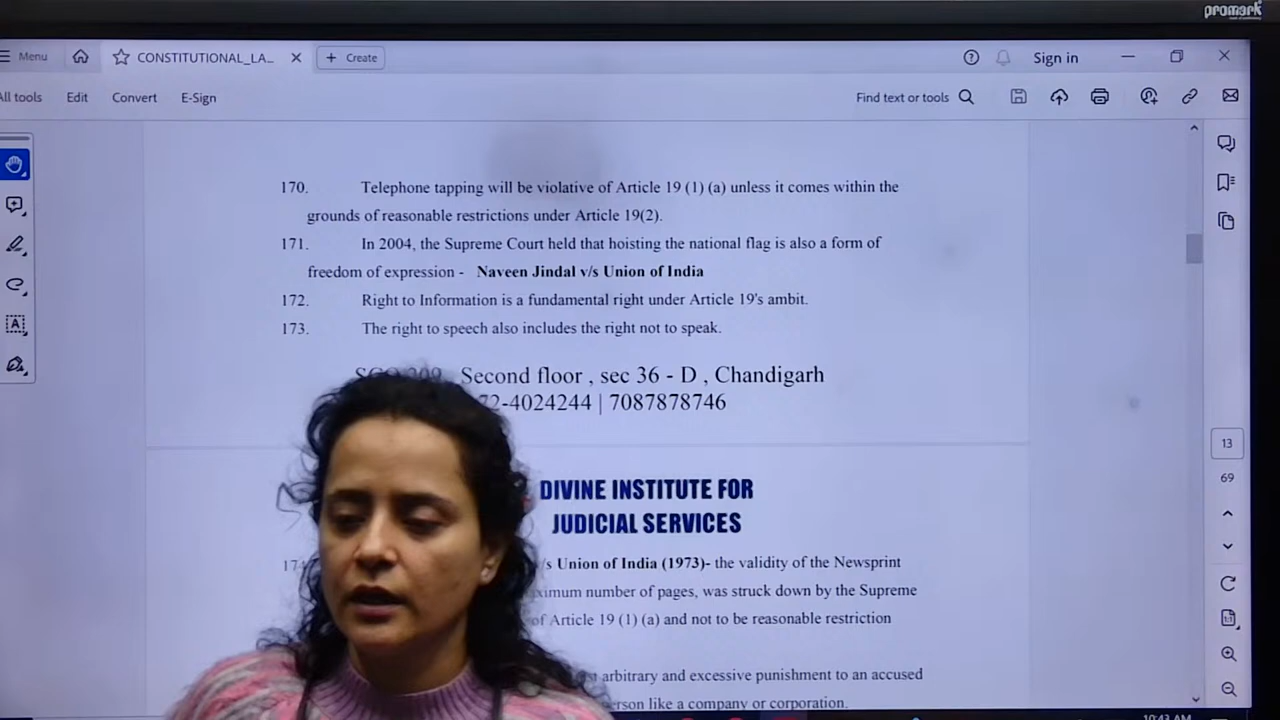 promark
Menu
CONSTITUTIONAL_LA...
Create
Sign in
All tools
Edit
Convert
E-Sign
Find text or tools
170. Telephone tapping will be violative of Article 19 (1) (a) unless it comes within the
grounds of reasonable restrictions under Article 19(2).
171. In 2004, the Supreme Court held that hoisting the national flag is also a form of
freedom of expression - Naveen Jindal v/s Union of India
172. Right to Information is a fundamental right under Article 19's ambit.
173. The right to speech also includes the right not to speak.
Second floor , sec 36 - D , Chandigarh
72-4024244 | 7087878746
13
69
DIVINE INSTITUTE FOR
JUDICIAL SERVICES
/s Union of India (1973)- the validity of the Newsprint
maximum number of pages, was struck down by the Supreme
of Article 19 (1) (a) and not to be reasonable restriction
arbitrary and excessive punishment to an accused
person like a company or corporation.